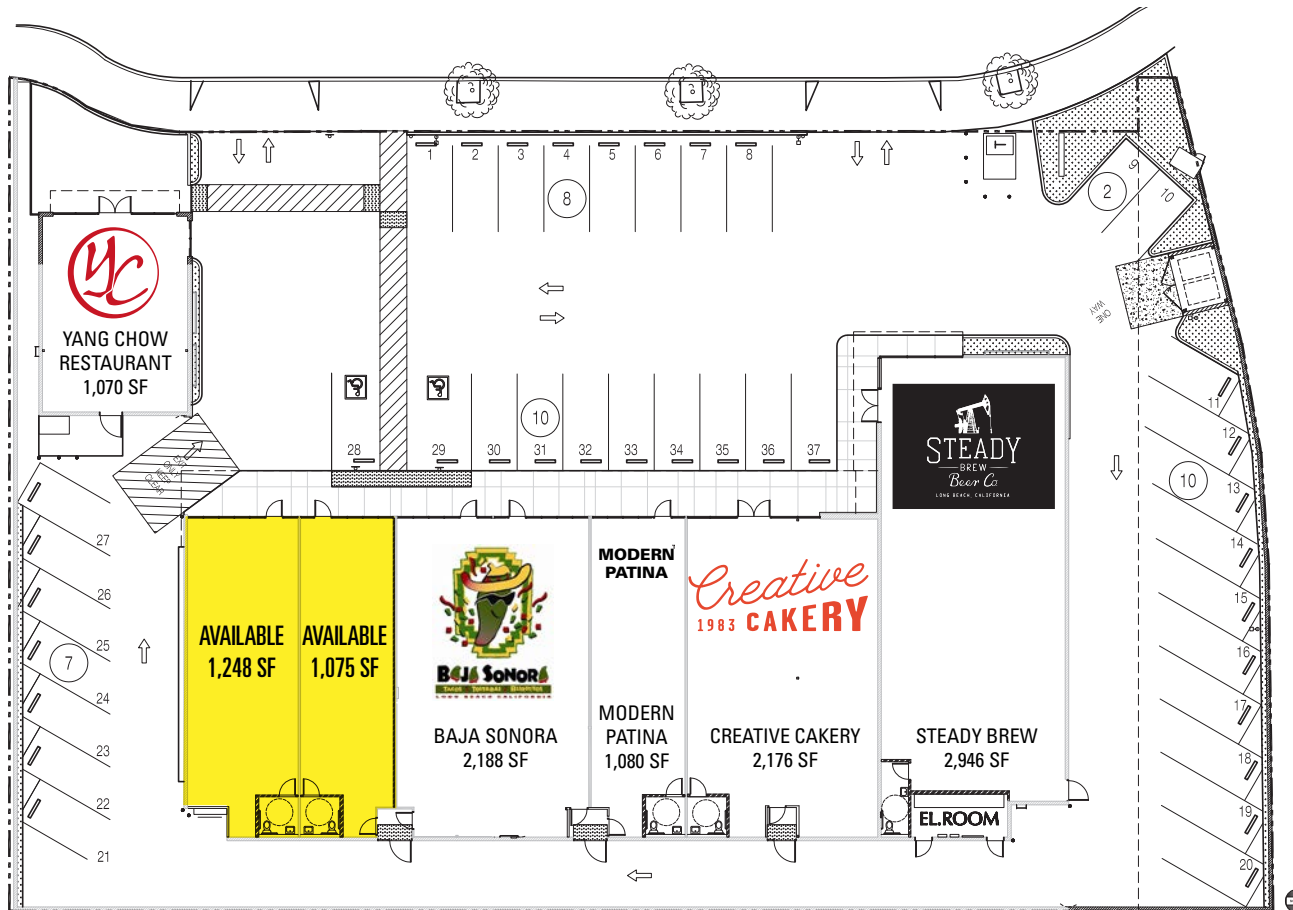 1
2
3
4
5
6
7
8
8
T
2
9
10
YC
YANG CHOW
RESTAURANT
1,070 SF
ONE
WAY
28
29
30
10
31
32
33
34
35
36
37
STEADY
BREW
Beer Co
LONG BEACH, CALIFORNIA
11
12
13
10
14
15
16
17
18
19
20
27
26
25
7
24
23
22
21
AVAILABLE
1,248 SF
AVAILABLE
1,075 SF
BAJA SONORA
LONG BEACH CALIFORNIA
BAJA SONORA
2,188 SF
MODERN
PATINA
MODERN
PATINA
1,080 SF
Creative
1983 CAKERY
CREATIVE CAKERY
2,176 SF
STEADY BREW
2,946 SF
EL.ROOM